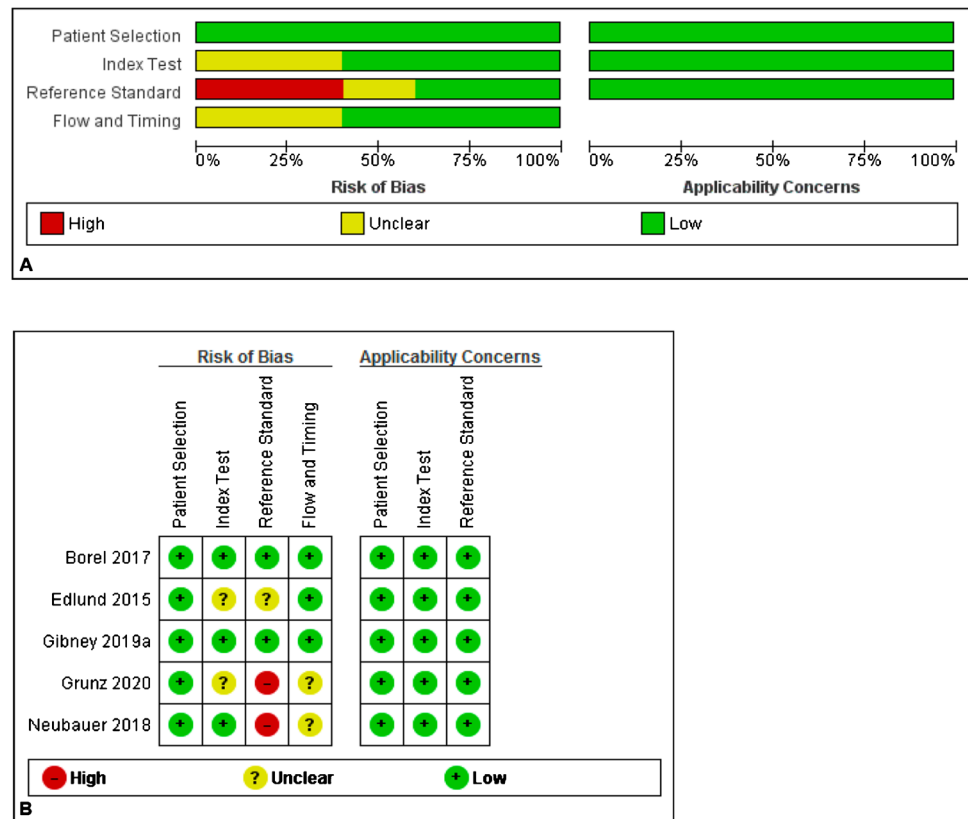 Patient Selection
Index Test
Reference Standard
Flow and Timing
0% 25% 50% 75% 100% 0% 25% 50% 75% 100%
Risk of Bias Applicability Concerns
High Unclear Low
A
Risk of Bias Applicability Concerns
Patient Selection Index Test Reference Standard Flow and Timing Patient Selection Index Test Reference Standard
Borel 2017 + + + + + + +
Edlund 2015 + ? ? + + + +
Gibney 2019a + + + + + + +
Grunz 2020 + ? – ? + + +
Neubauer 2018 + + – ? + + +
– High ? Unclear + Low
B